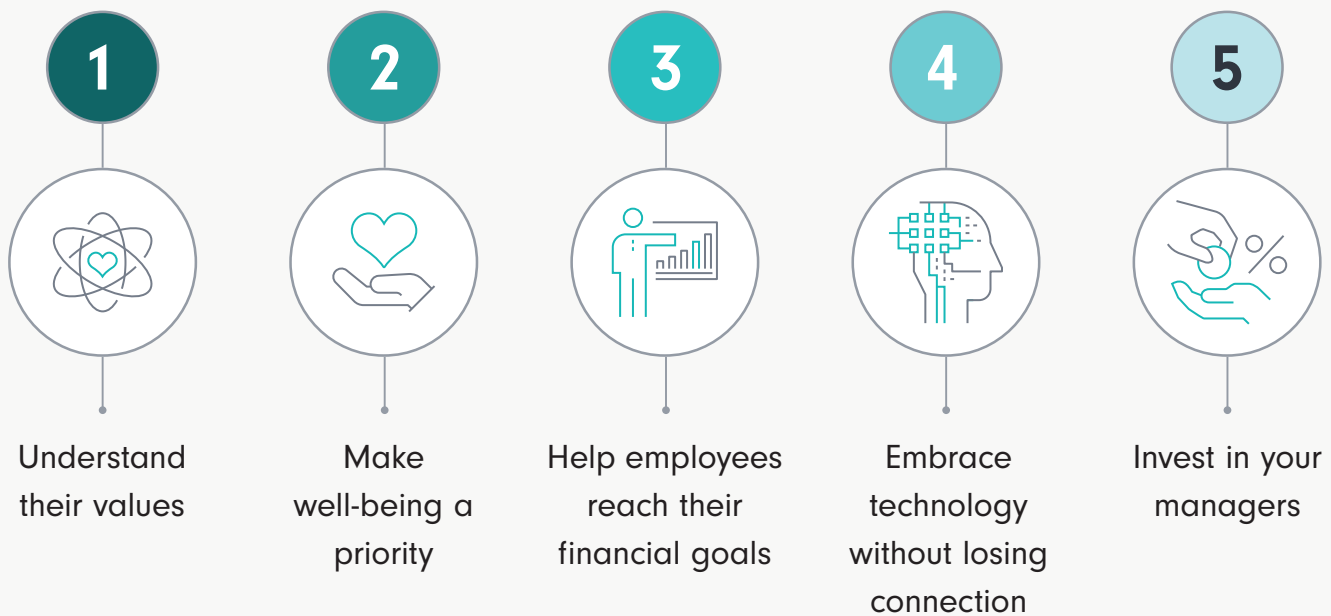 1
Understand
their values
2
Make
well-being a
priority
3
Help employees
reach their
financial goals
4
Embrace
technology
without losing
connection
5
Invest in your
managers